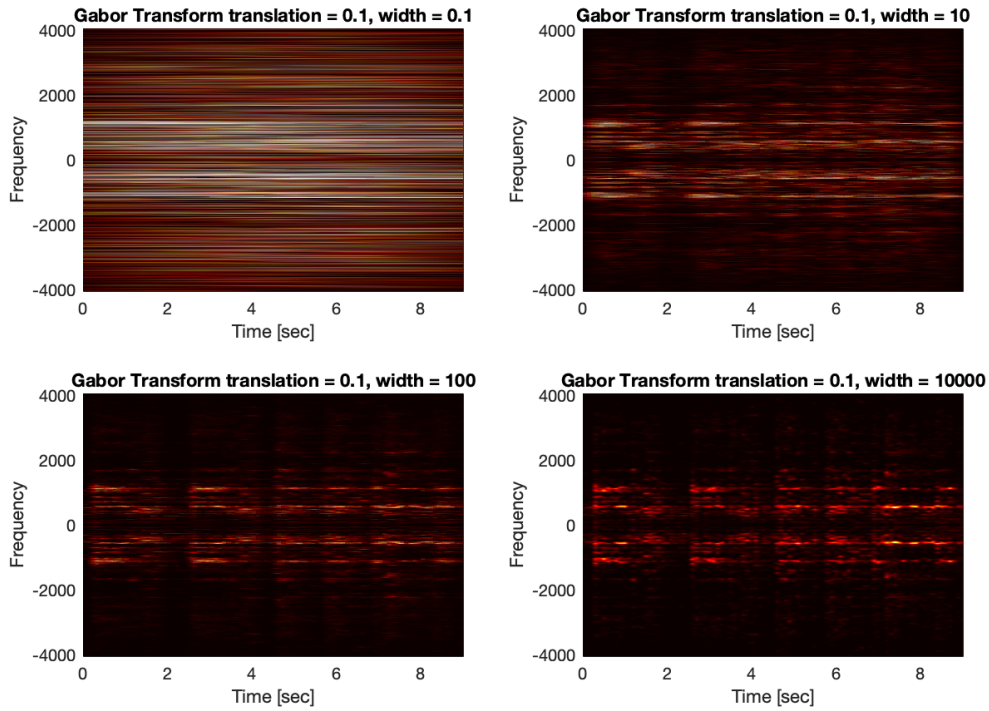 Gabor Transform translation = 0.1, width = 0.1
4000
2000
0
-2000
-4000
Frequency
0 2 4 6 8
Time [sec]
Gabor Transform translation = 0.1, width = 10
4000
2000
0
-2000
-4000
Frequency
0 2 4 6 8
Time [sec]
Gabor Transform translation = 0.1, width = 100
4000
2000
0
-2000
-4000
Frequency
0 2 4 6 8
Time [sec]
Gabor Transform translation = 0.1, width = 10000
4000
2000
0
-2000
-4000
Frequency
0 2 4 6 8
Time [sec]